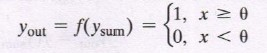 y_out = f(y_sum) = {1, x ≥ θ
{0, x < θ